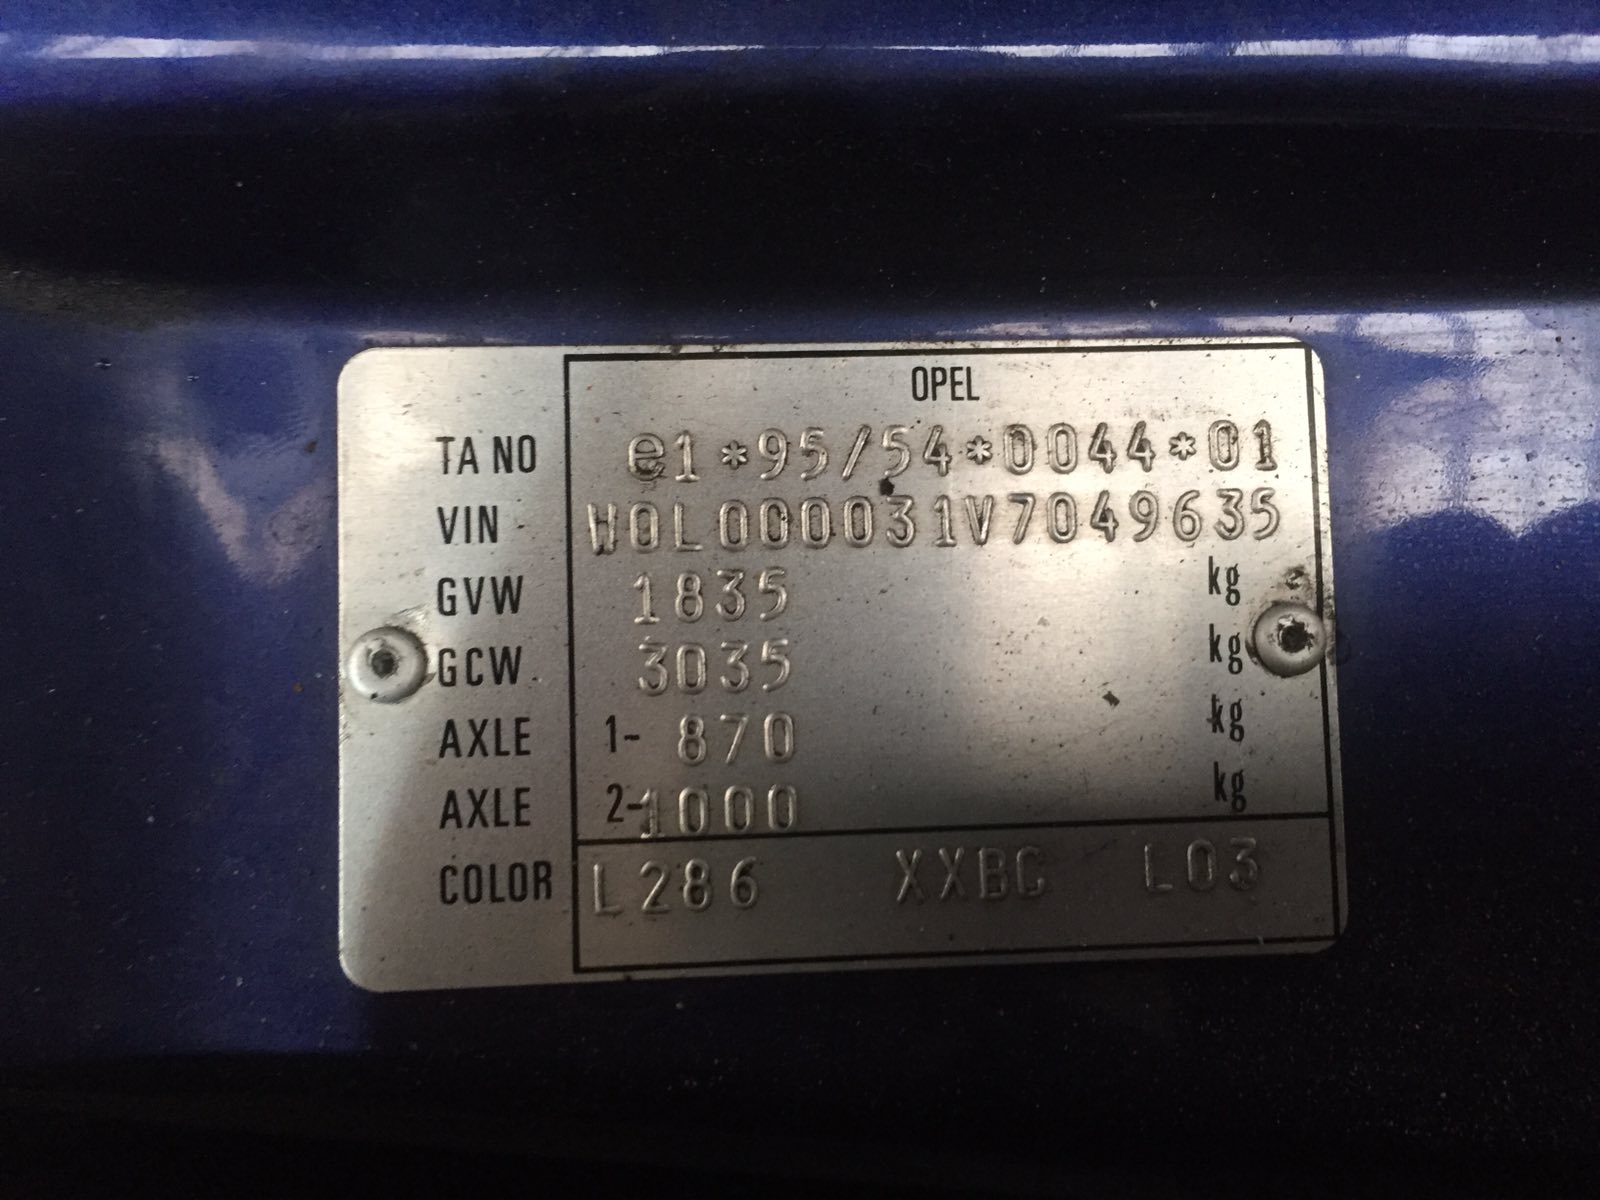 OPEL
TA NO e1*95/54*0044*01
VIN W0L000031V7049635
GVW 1835 kg
GCW 3035 kg
AXLE 1- 870 kg
AXLE 2-1000 kg
COLOR L286 XXBC L03